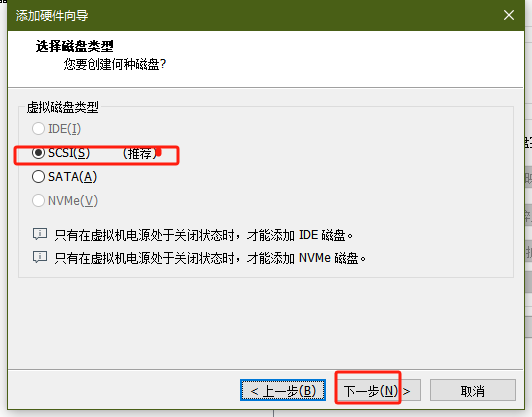 添加硬件向导
选择磁盘类型
您要创建何种磁盘?
虚拟磁盘类型
IDE(I)
SCSI(S) (推荐)
SATA(A)
NVMe(V)
只有在虚拟机电源处于关闭状态时，才能添加 IDE 磁盘。
只有在虚拟机电源处于关闭状态时，才能添加 NVMe 磁盘。
< 上一步(B) 下一步(N) > 取消